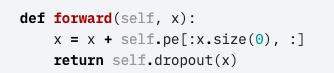 def forward(self, x):
    x = x + self.pe[:x.size(0), :]
    return self.dropout(x)